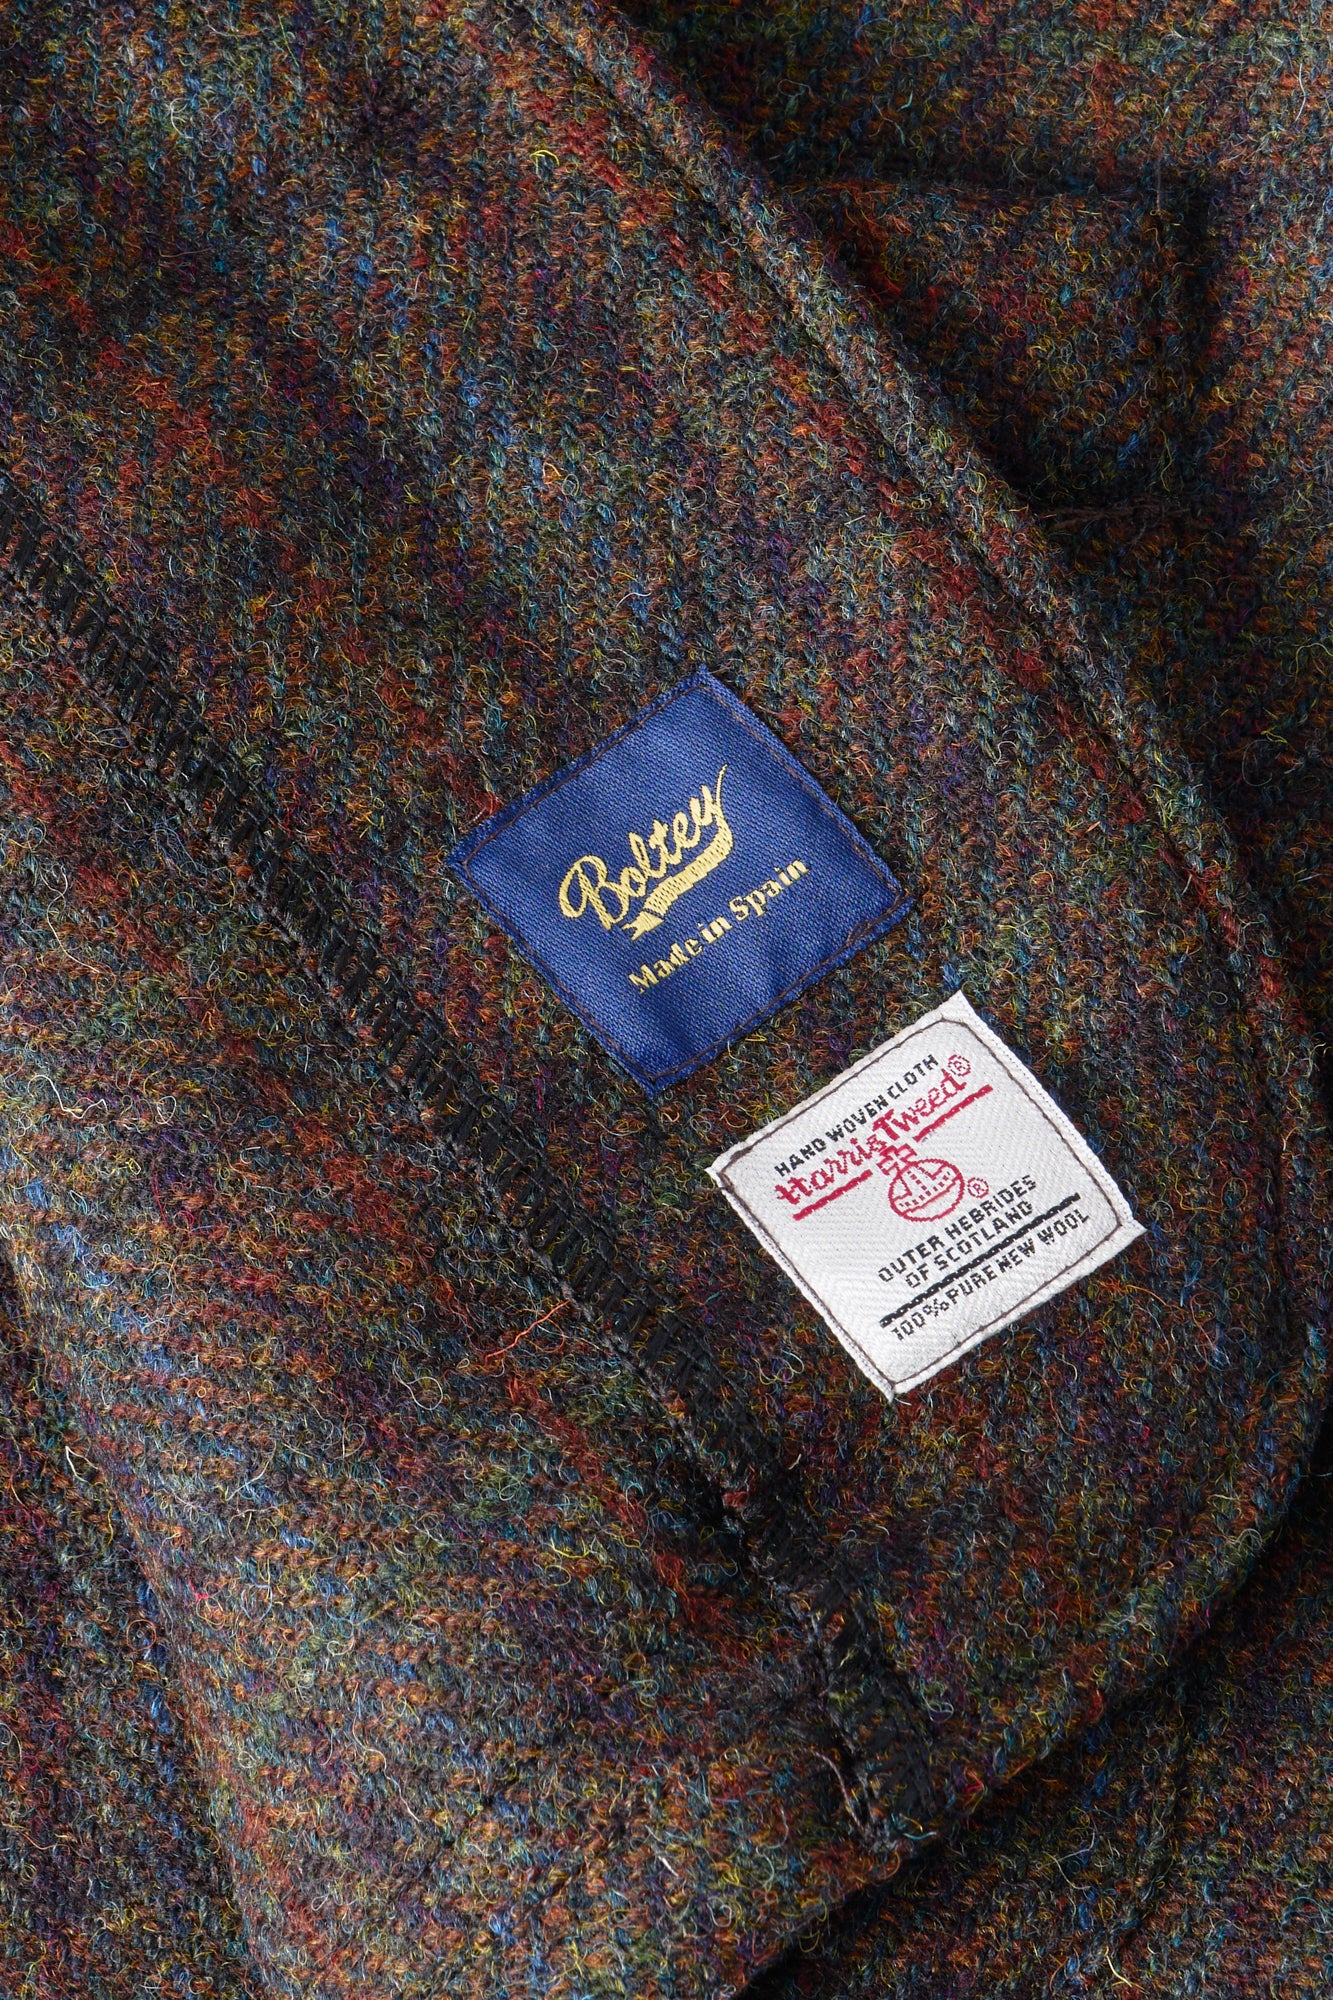 Boltey
Made in Spain
HAND WOVEN CLOTH
Harris Tweed®
®
OUTER HEBRIDES
OF SCOTLAND
100% PURE NEW WOOL